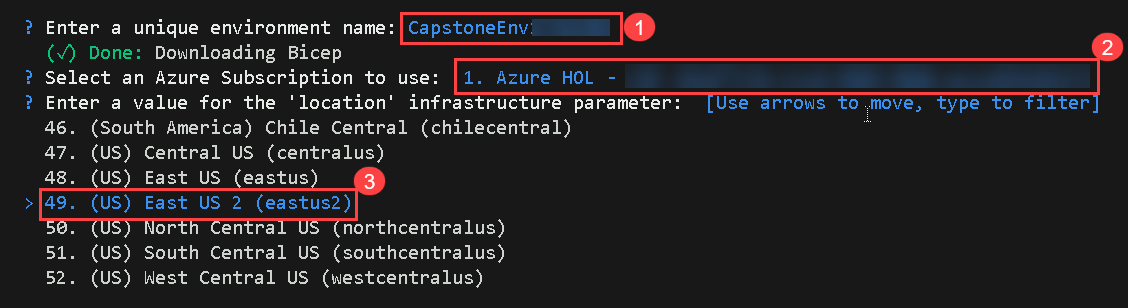 ? Enter a unique environment name: CapstoneEnv 1
(✓) Done: Downloading Bicep
2
? Select an Azure Subscription to use: 1. Azure HOL -
? Enter a value for the 'location' infrastructure parameter: [Use arrows to move, type to filter]
46. (South America) Chile Central (chilecentral)
47. (US) Central US (centralus)
48. (US) East US (eastus)
3
> 49. (US) East US 2 (eastus2)
50. (US) North Central US (northcentralus)
51. (US) South Central US (southcentralus)
52. (US) West Central US (westcentralus)